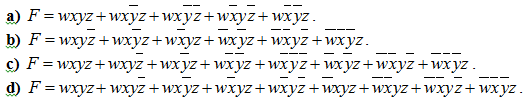 a) F = wxyz + wxyz + wxyz + wxyz + wxyz .
b) F = wxyz + wxyz + wxyz + wxyz + wxyz + wxyz .
c) F = wxyz + wxyz + wxyz + wxyz + wxyz + wxyz + wxyz + wxyz .
d) F = wxyz + wxyz + wxyz + wxyz + wxyz + wxyz + wxyz + wxyz + wxyz .